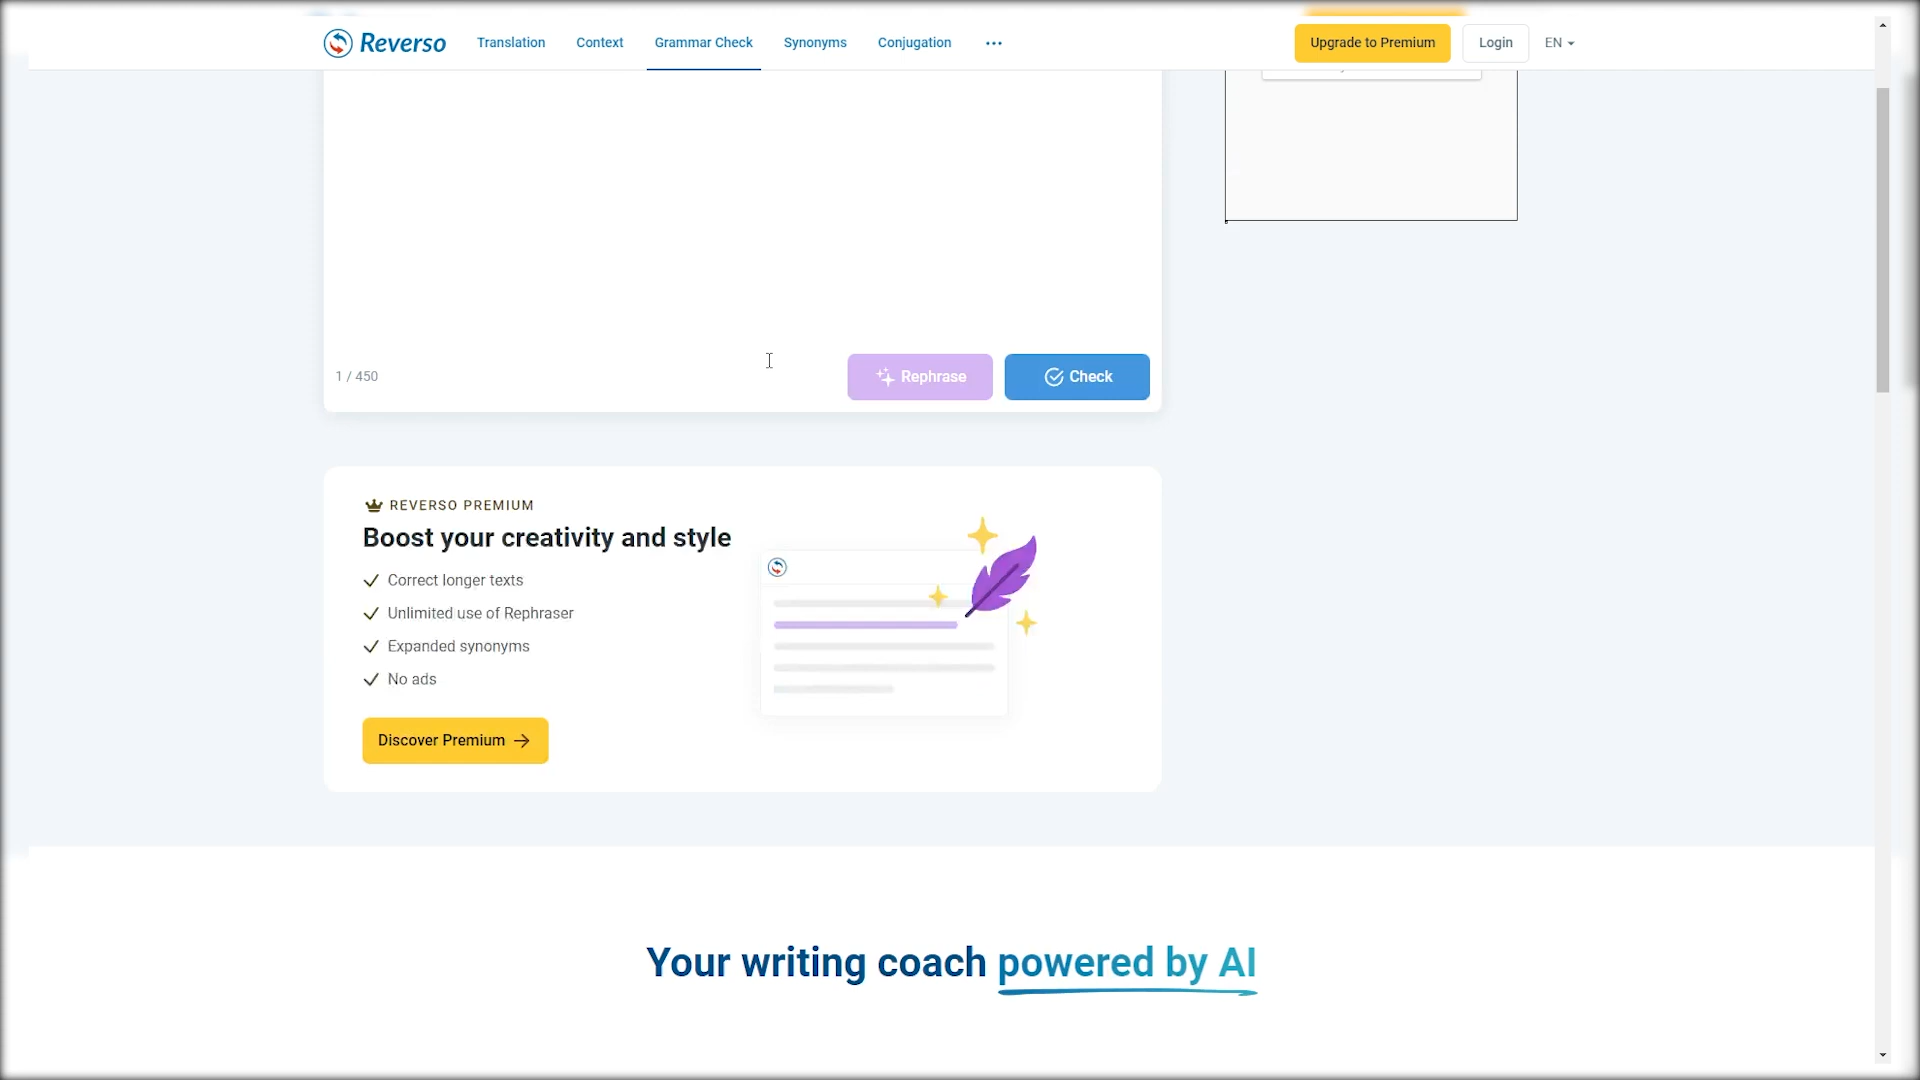 Reverso
Translation
Context
Grammar Check
Synonyms
Conjugation
Upgrade to Premium
Login
EN
1 / 450
Rephrase
Check
REVERSO PREMIUM
Boost your creativity and style
Correct longer texts
Unlimited use of Rephraser
Expanded synonyms
No ads
Discover Premium
Your writing coach powered by AI